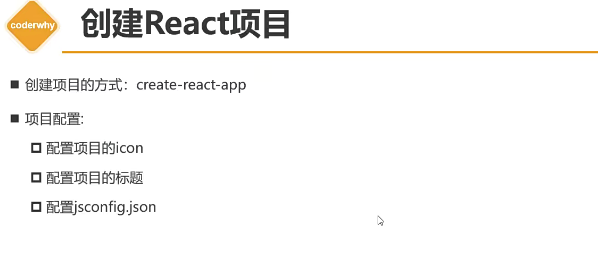 coderwhy
创建React项目
创建项目的方式：create-react-app
项目配置:
配置项目的icon
配置项目的标题
配置jsconfig.json